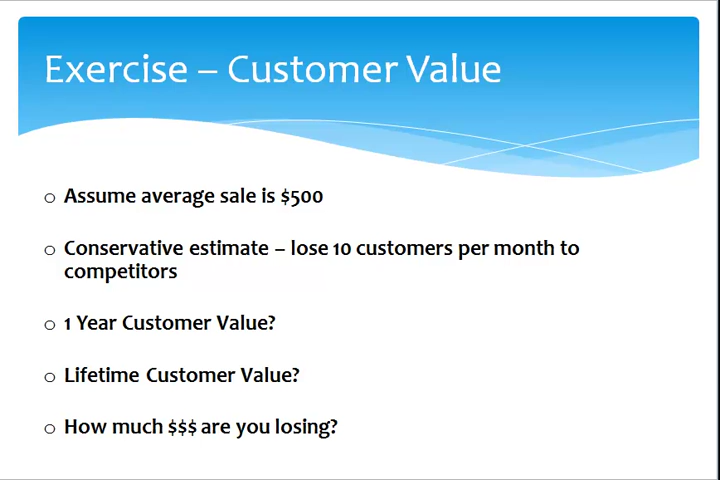 Exercise – Customer Value
o Assume average sale is $500
o Conservative estimate – lose 10 customers per month to
competitors
o 1 Year Customer Value?
o Lifetime Customer Value?
o How much $$$ are you losing?